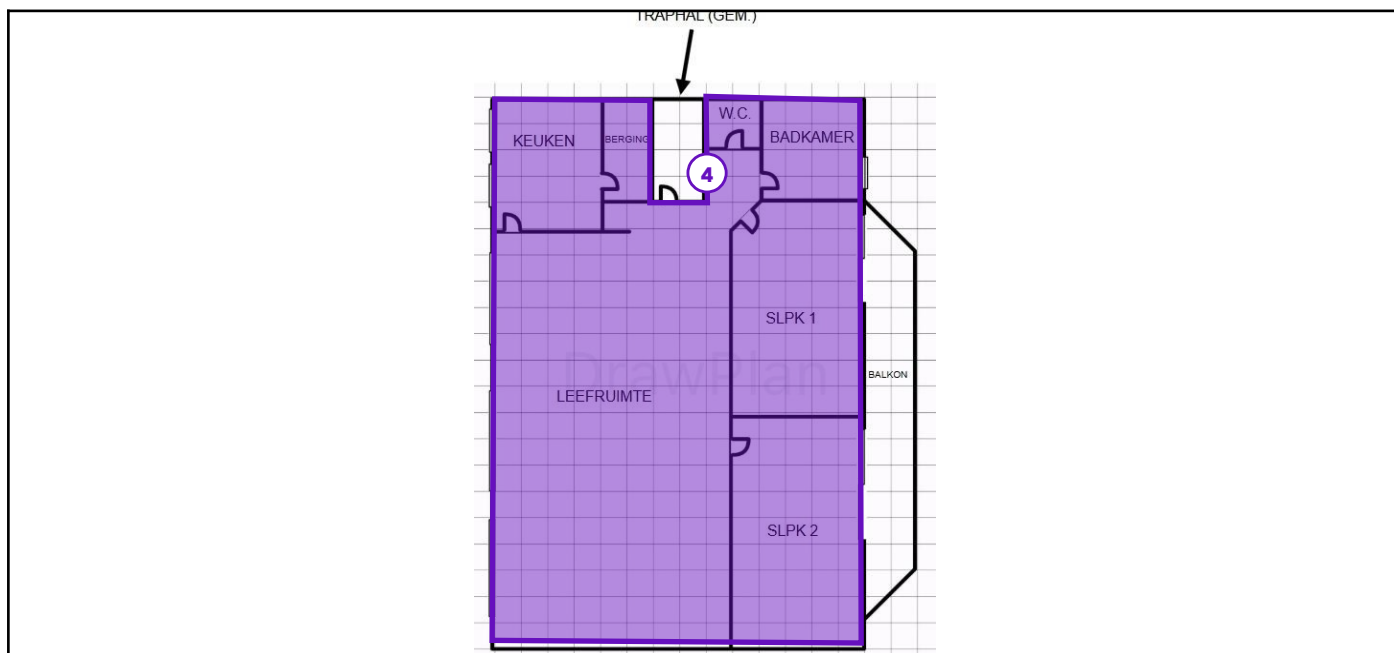 TRAPHAL (GEM.)
W.C.
KEUKEN
BERGING
BADKAMER
4
SLPK 1
DrawPlan
BALKON
LEEFRUIMTE
SLPK 2